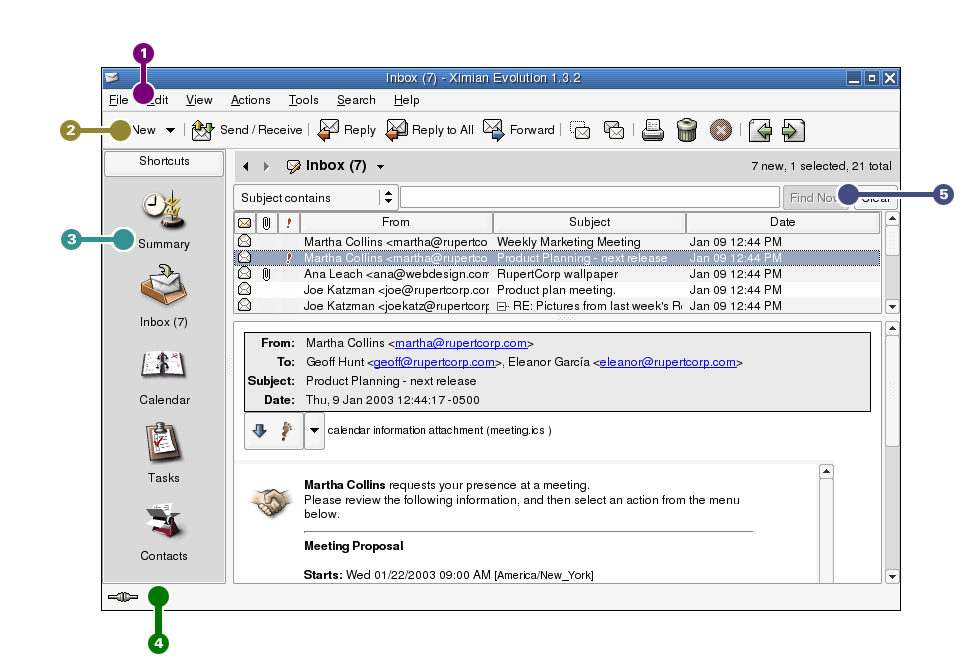 1
Inbox (7) - Ximian Evolution 1.3.2
File Edit View Actions Tools Search Help
2
New Send / Receive Reply Reply to All Forward
Shortcuts
Inbox (7)
7 new, 1 selected, 21 total
Subject contains
Find Now Clear
5
From Subject Date
3
Summary
Martha Collins <martha@rupertco Weekly Marketing Meeting Jan 09 12:44 PM
Martha Collins <martha@rupertco Product Planning - next release Jan 09 12:44 PM
Ana Leach <ana@webdesign.com RupertCorp wallpaper Jan 09 12:44 PM
Joe Katzman <joe@rupertcorp.cor Product plan meeting. Jan 09 12:44 PM
Joe Katzman <joekatz@rupertcorp RE: Pictures from last week's Re Jan 09 12:44 PM
Inbox (7)
Calendar
Tasks
Contacts
From: Martha Collins <martha@rupertcorp.com>
To: Geoff Hunt <geoff@rupertcorp.com>, Eleanor García <eleanor@rupertcorp.com>
Subject: Product Planning - next release
Date: Thu, 9 Jan 2003 12:44:17 -0500
calendar information attachment (meeting.ics )
Martha Collins requests your presence at a meeting.
Please review the following information, and then select an action from the menu
below.
Meeting Proposal
Starts: Wed 01/22/2003 09:00 AM [America/New_York]
4